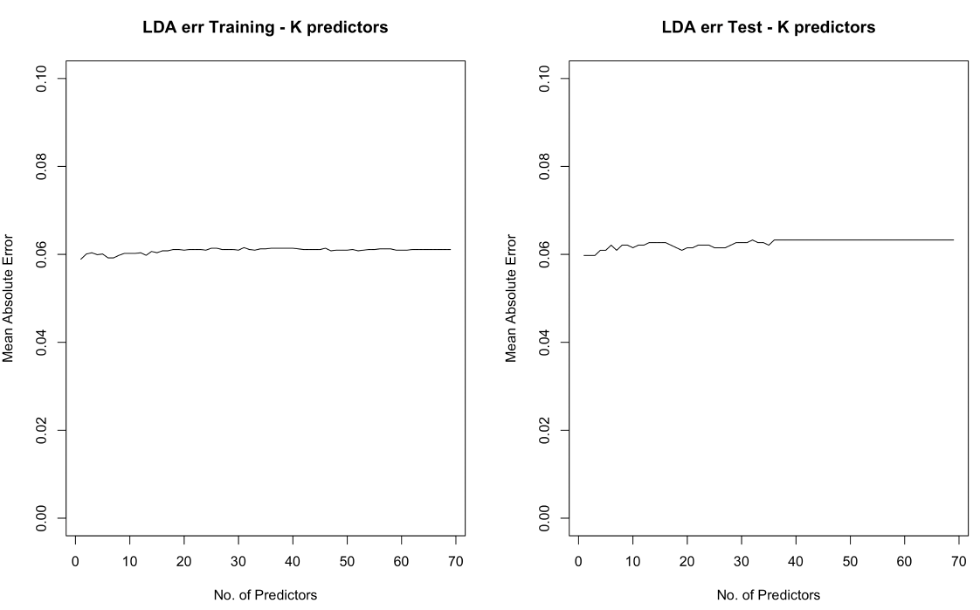 LDA err Training - K predictors
Mean Absolute Error
0.10
0.08
0.06
0.04
0.02
0.00
0 10 20 30 40 50 60 70
No. of Predictors
LDA err Test - K predictors
Mean Absolute Error
0.10
0.08
0.06
0.04
0.02
0.00
0 10 20 30 40 50 60 70
No. of Predictors